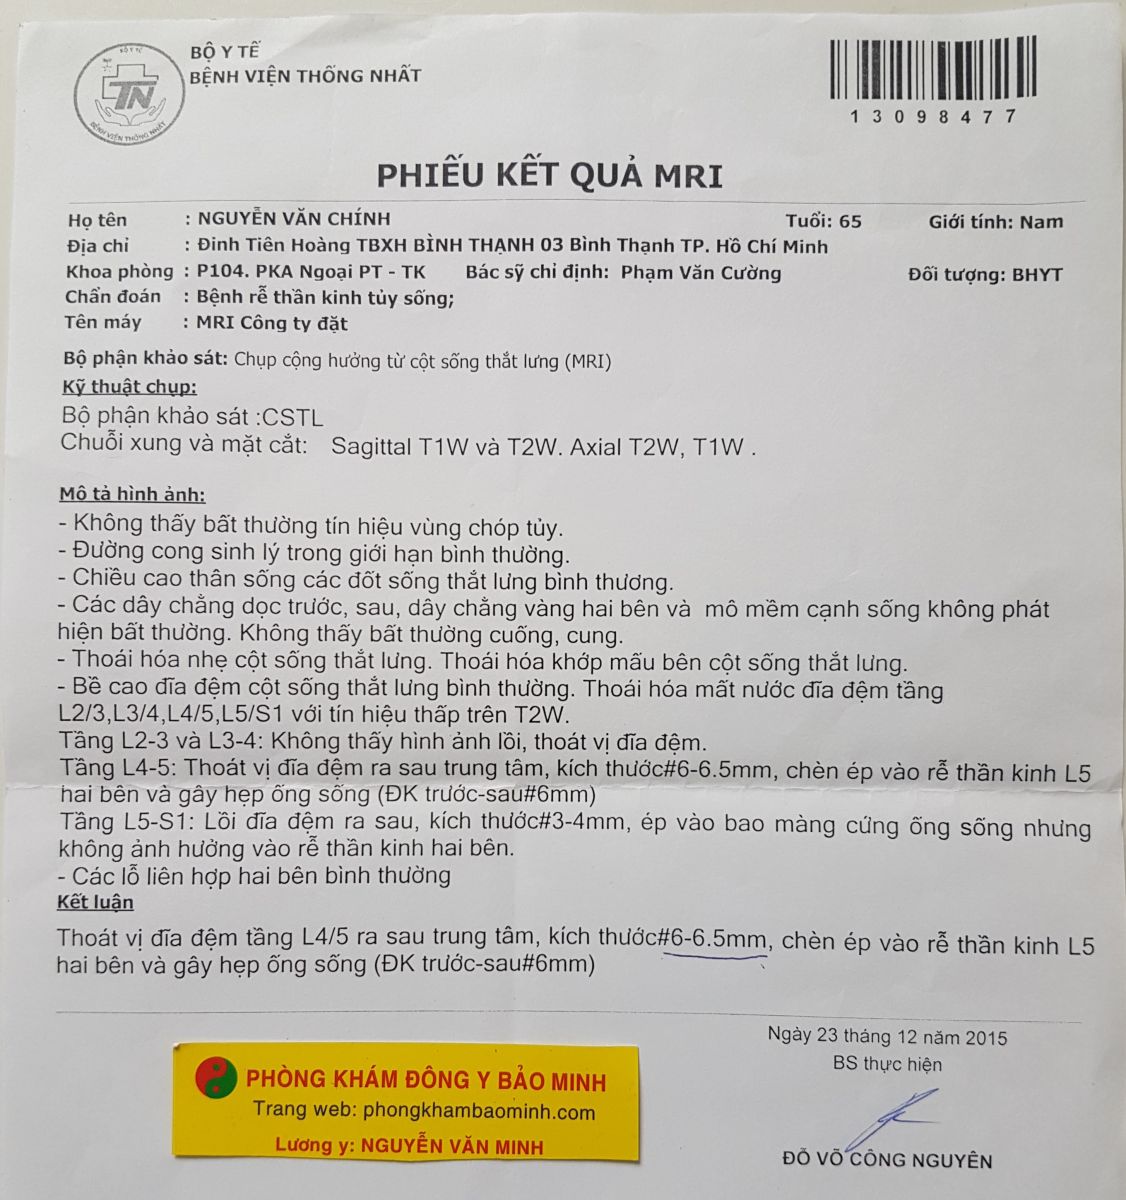 BỘ Y TẾ
TN
BỆNH VIỆN THỐNG NHẤT
BỘ Y TẾ
BỆNH VIỆN THỐNG NHẤT
13098477
PHIẾU KẾT QUẢ MRI
Họ tên : NGUYỄN VĂN CHÍNH Tuổi: 65 Giới tính: Nam
Địa chỉ : Đinh Tiên Hoàng TBXH BÌNH THẠNH 03 Bình Thạnh TP. Hồ Chí Minh
Khoa phòng : P104. PKA Ngoại PT - TK Bác sỹ chỉ định: Phạm Văn Cường Đối tượng: BHYT
Chẩn đoán : Bệnh rễ thần kinh tủy sống;
Tên máy : MRI Công ty đặt
Bộ phận khảo sát: Chụp cộng hưởng từ cột sống thắt lưng (MRI)
Kỹ thuật chụp:
Bộ phận khảo sát :CSTL
Chuỗi xung và mặt cắt: Sagittal T1W và T2W. Axial T2W, T1W .
Mô tả hình ảnh:
- Không thấy bất thường tín hiệu vùng chóp tủy.
- Đường cong sinh lý trong giới hạn bình thường.
- Chiều cao thân sống các đốt sống thắt lưng bình thương.
- Các dây chằng dọc trước, sau, dây chằng vàng hai bên và mô mềm cạnh sống không phát
hiện bất thường. Không thấy bất thường cuống, cung.
- Thoái hóa nhẹ cột sống thắt lưng. Thoái hóa khớp mấu bên cột sống thắt lưng.
- Bề cao đĩa đệm cột sống thắt lưng bình thường. Thoái hóa mất nước đĩa đệm tầng
L2/3,L3/4,L4/5,L5/S1 với tín hiệu thấp trên T2W.
Tầng L2-3 và L3-4: Không thấy hình ảnh lồi, thoát vị đĩa đệm.
Tầng L4-5: Thoát vị đĩa đệm ra sau trung tâm, kích thước#6-6.5mm, chèn ép vào rễ thần kinh L5
hai bên và gây hẹp ống sống (ĐK trước-sau#6mm)
Tầng L5-S1: Lồi đĩa đệm ra sau, kích thước#3-4mm, ép vào bao màng cứng ống sống nhưng
không ảnh hưởng vào rễ thần kinh hai bên.
- Các lỗ liên hợp hai bên bình thường
Kết luận
Thoát vị đĩa đệm tầng L4/5 ra sau trung tâm, kích thước#6-6.5mm, chèn ép vào rễ thần kinh L5
hai bên và gây hẹp ống sống (ĐK trước-sau#6mm)
Ngày 23 tháng 12 năm 2015
BS thực hiện
ĐỖ VÕ CÔNG NGUYÊN
PHÒNG KHÁM ĐÔNG Y BẢO MINH
Trang web: phongkhambaominh.com
Lương y: NGUYỄN VĂN MINH